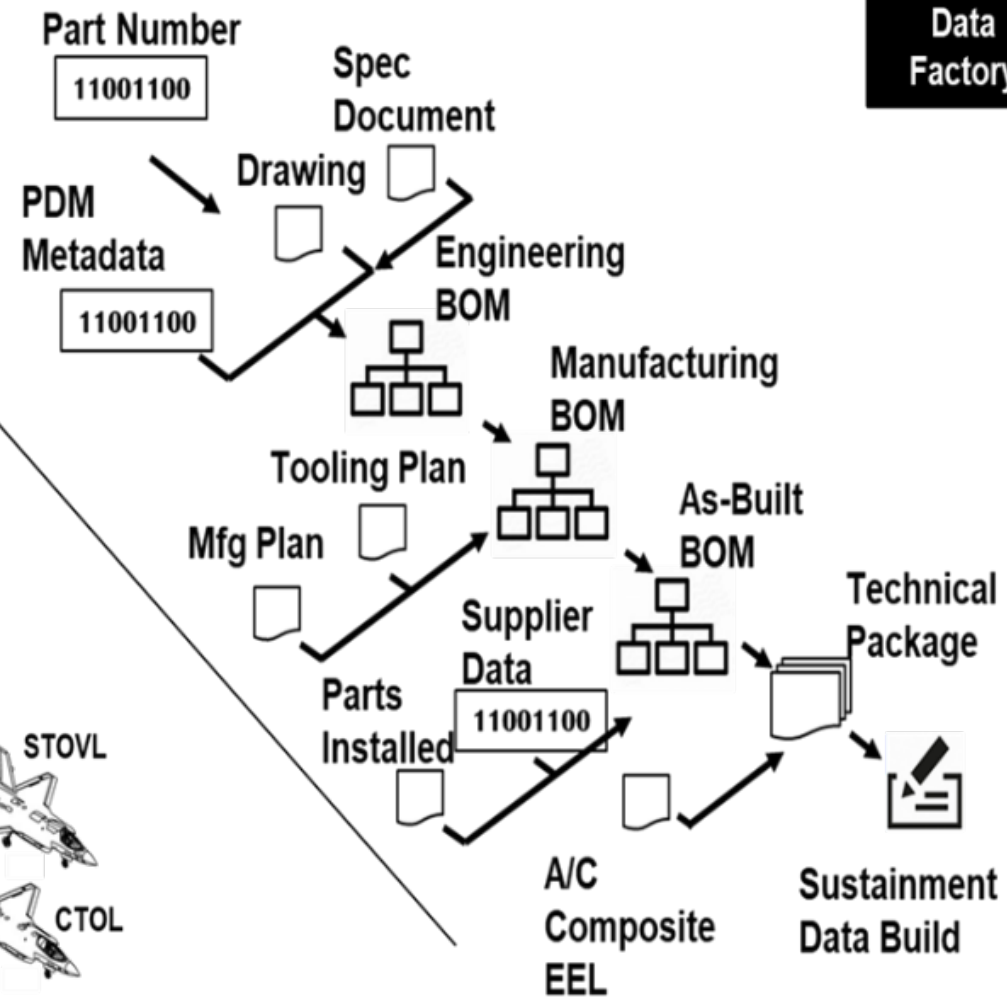 Part Number
11001100
Data
Factory
Spec
Document
Drawing
PDM
Metadata
11001100
Engineering
BOM
Manufacturing
BOM
Tooling Plan
Mfg Plan
As-Built
BOM
Supplier
Data
11001100
Technical
Package
Parts
Installed
STOVL
CTOL
A/C
Composite
EEL
Sustainment
Data Build